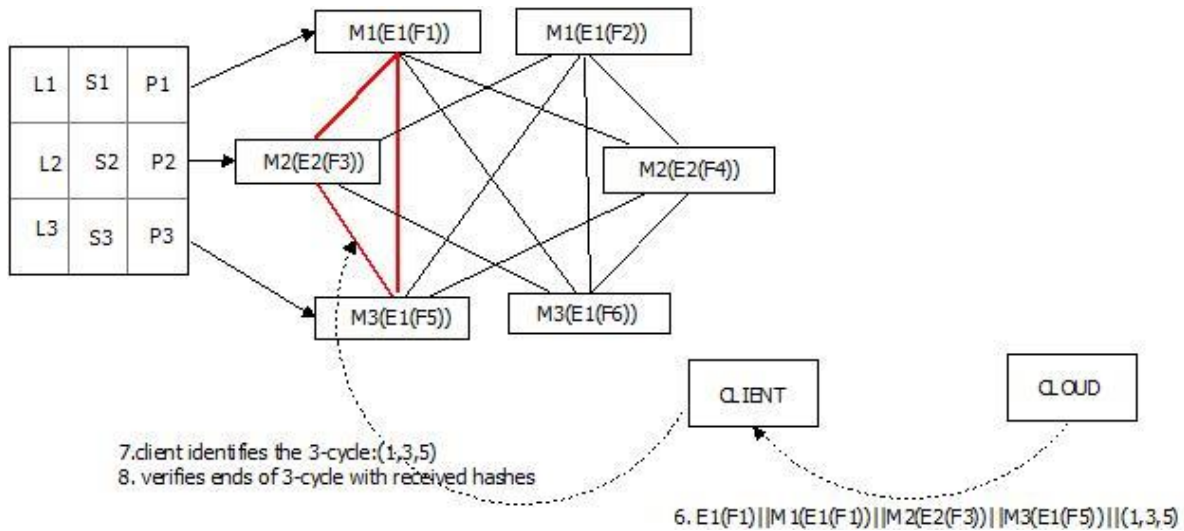 M1(E1(F1))
M1(E1(F2))
L1 S1 P1
L2 S2 P2
L3 S3 P3
M2(E2(F3))
M2(E2(F4))
M3(E1(F5))
M3(E1(F6))
CLIENT
CLOUD
7.client identifies the 3-cycle:(1,3,5)
8. verifies ends of 3-cycle with received hashes
6. E1(F1)||M1(E1(F1))||M2(E2(F3))||M3(E1(F5))||(1,3,5)